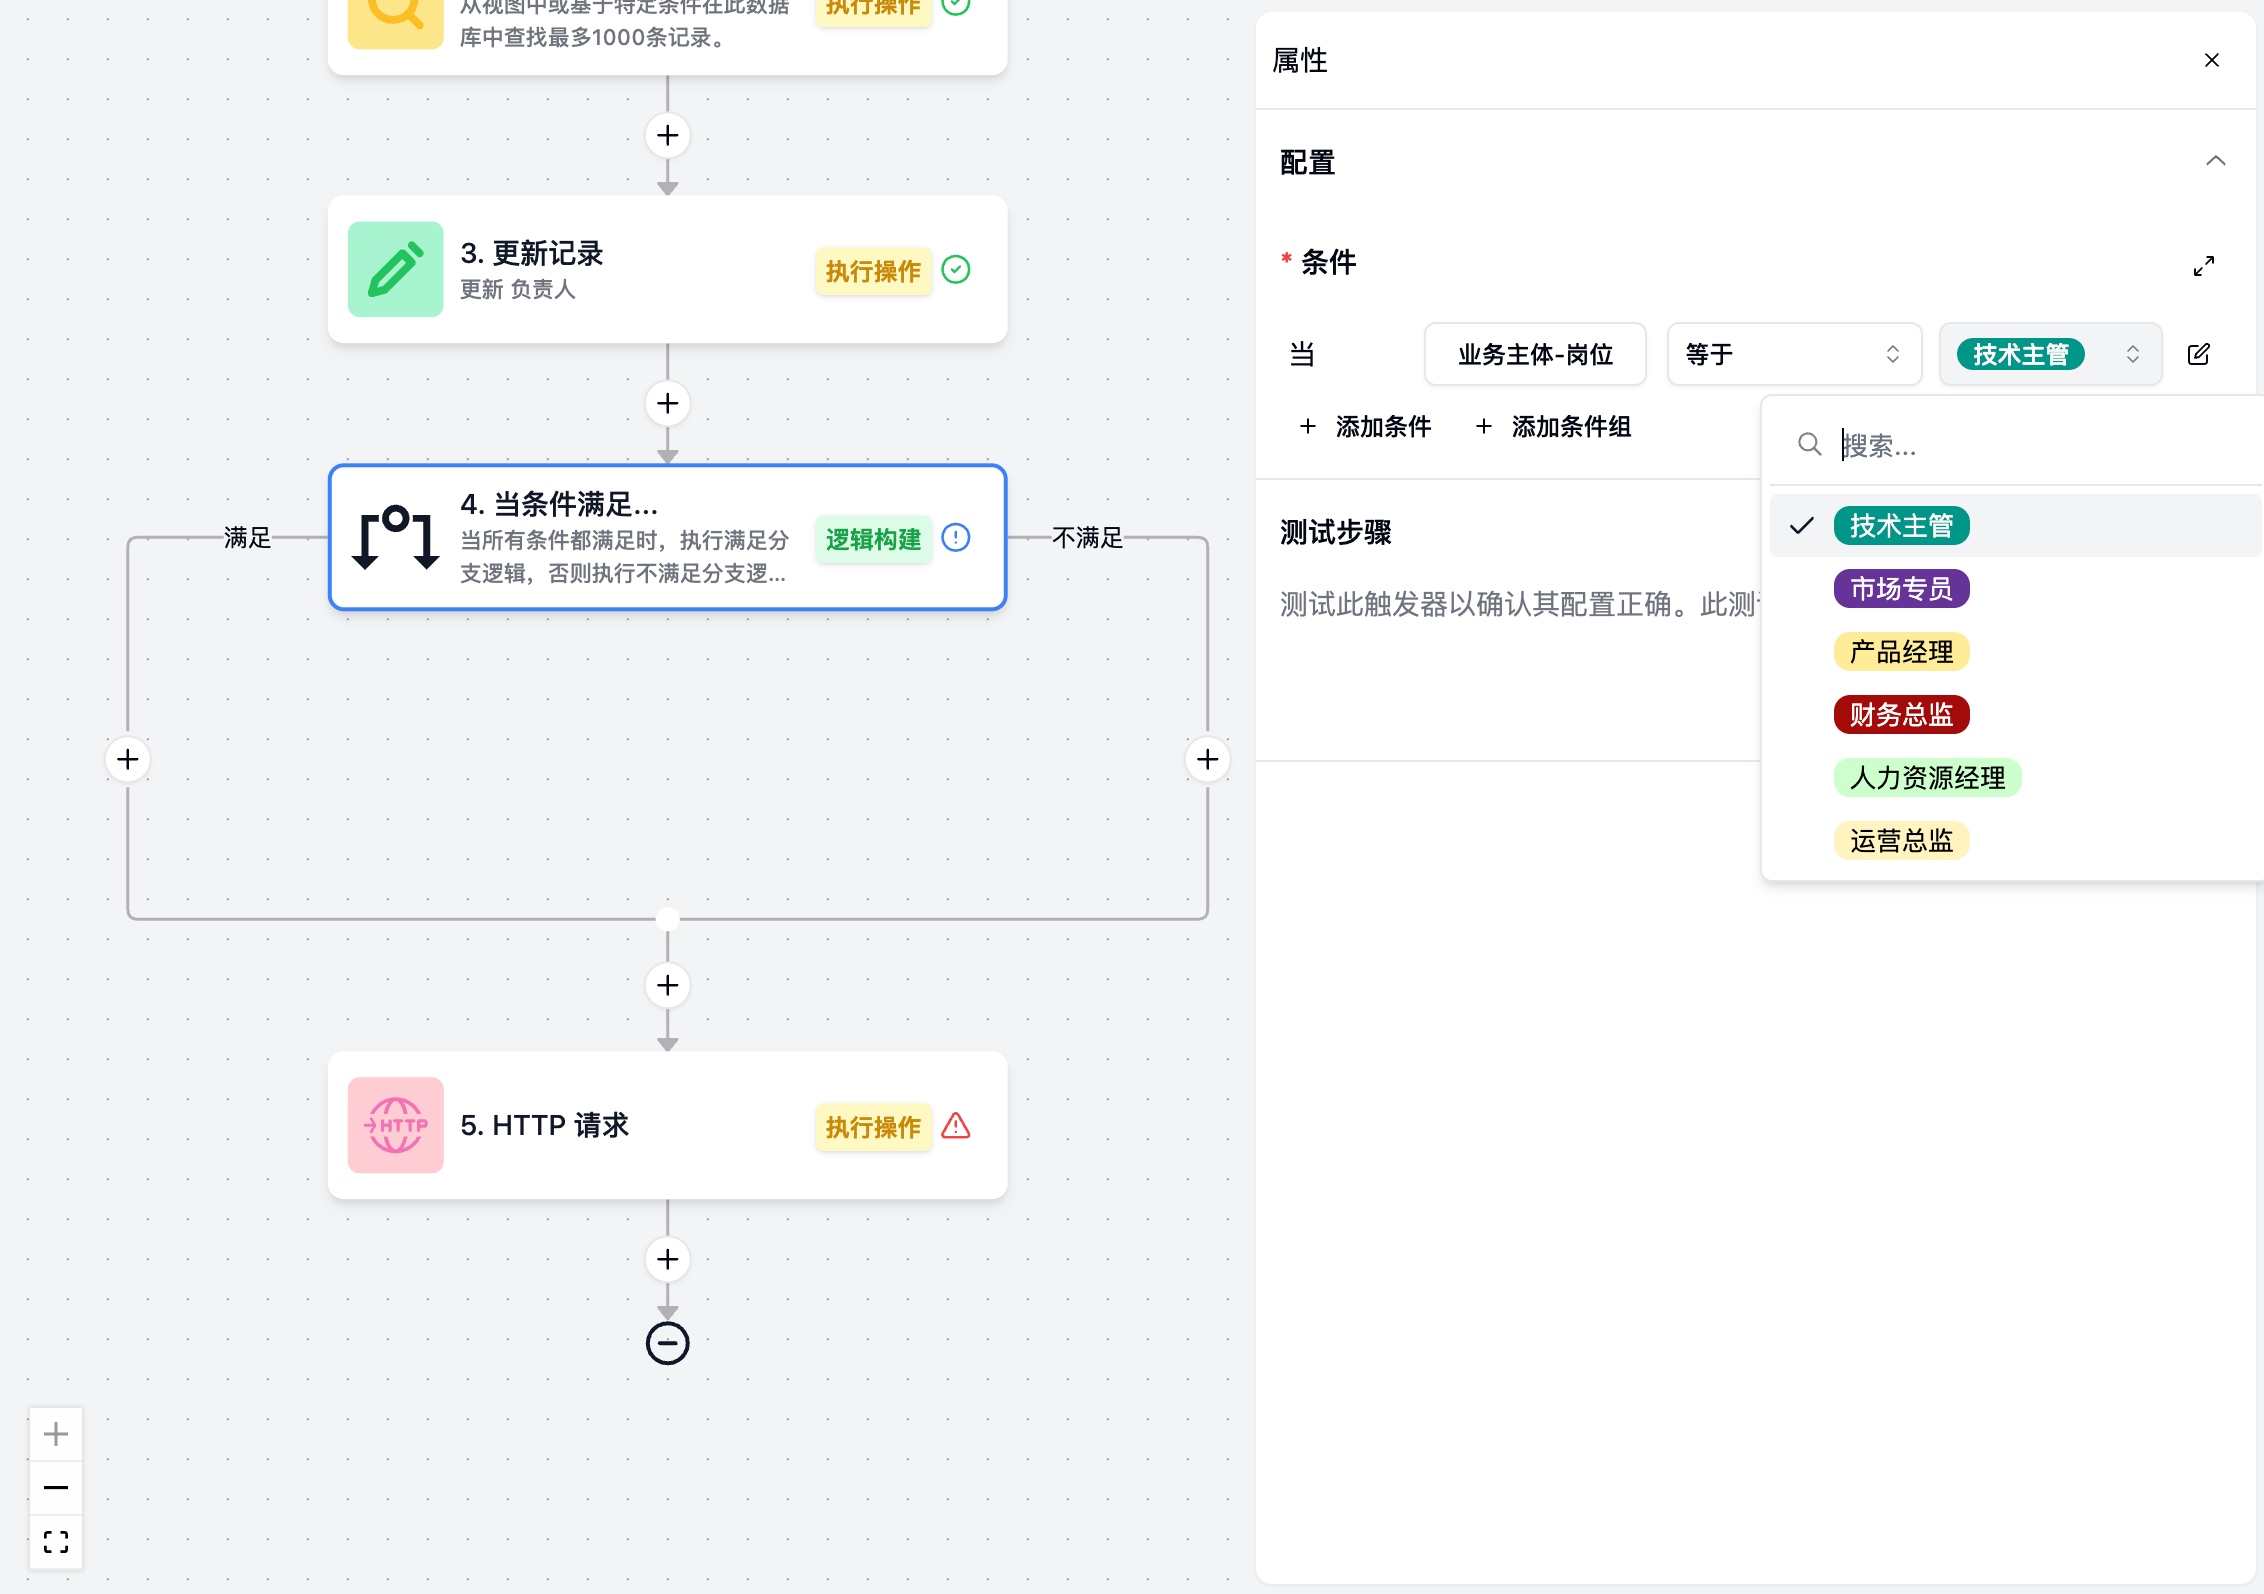 从视图中或基于特定条件在此数据
库中查找最多1000条记录。
执行操作
3. 更新记录
更新 负责人
执行操作
满足
4. 当条件满足...
当所有条件都满足时，执行满足分
支逻辑，否则执行不满足分支逻...
逻辑构建
不满足
HTTP
5. HTTP 请求
执行操作
属性
配置
* 条件
当
业务主体-岗位
等于
技术主管
添加条件
添加条件组
搜索...
技术主管
市场专员
产品经理
财务总监
人力资源经理
运营总监
测试步骤
测试此触发器以确认其配置正确。此测